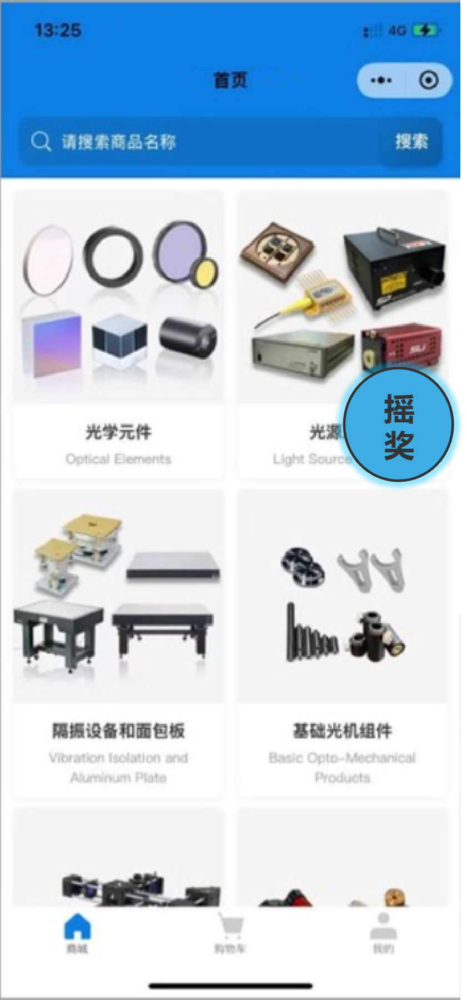 13:25
4G
首页
请搜索商品名称
搜索
SLI
光学元件
Optical Elements
光源
Light Source
摇
奖
隔振设备和面包板
Vibration Isolation and
Aluminum Plate
基础光机组件
Basic Opto-Mechanical
Products
商城
购物车
我的